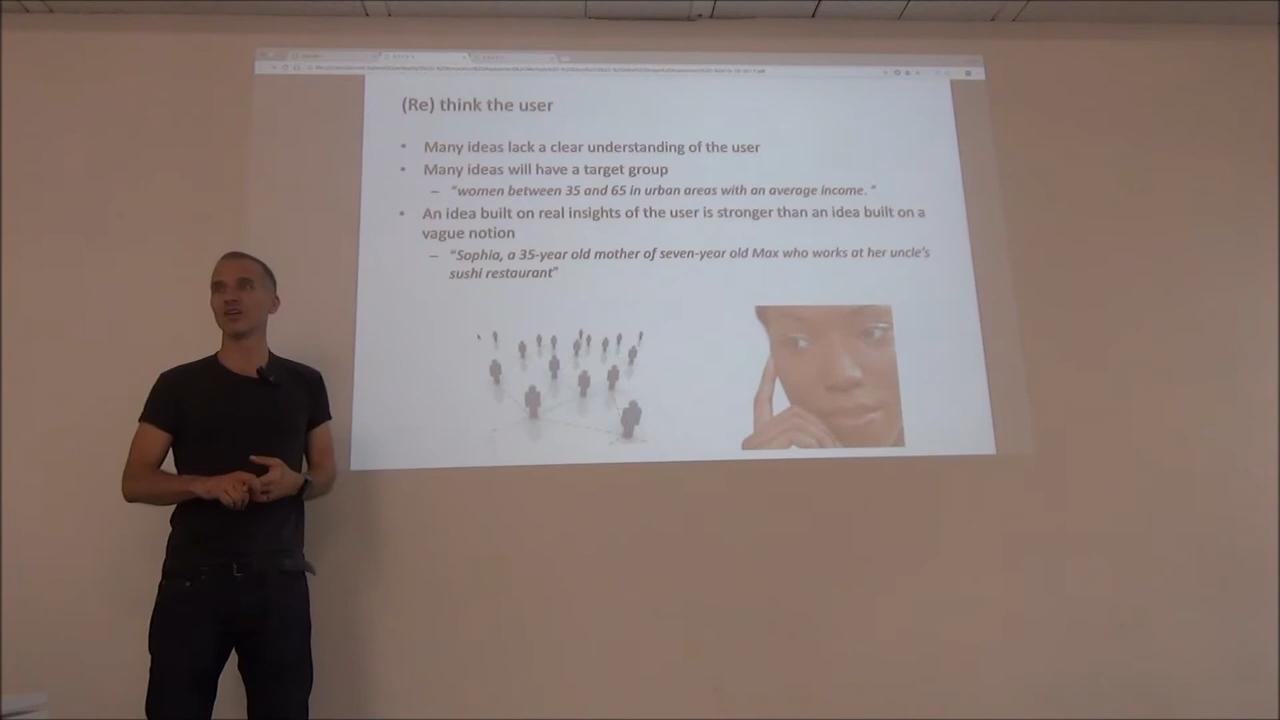 (Re) think the user
• Many ideas lack a clear understanding of the user
• Many ideas will have a target group
– "women between 35 and 65 in urban areas with an average income. "
• An idea built on real insights of the user is stronger than an idea built on a
vague notion
– "Sophia, a 35-year old mother of seven-year old Max who works at her uncle's
sushi restaurant"